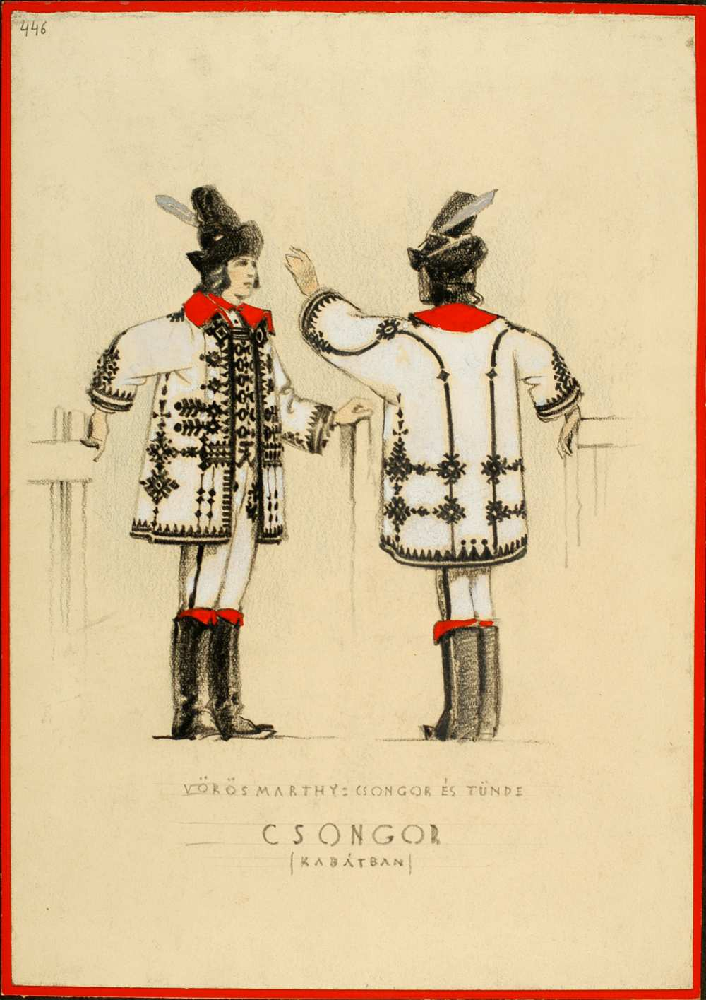 446
VÖRÖSMARTHY: CSONGOR ÉS TÜNDE
CSONGOR
(KABÁTBAN)